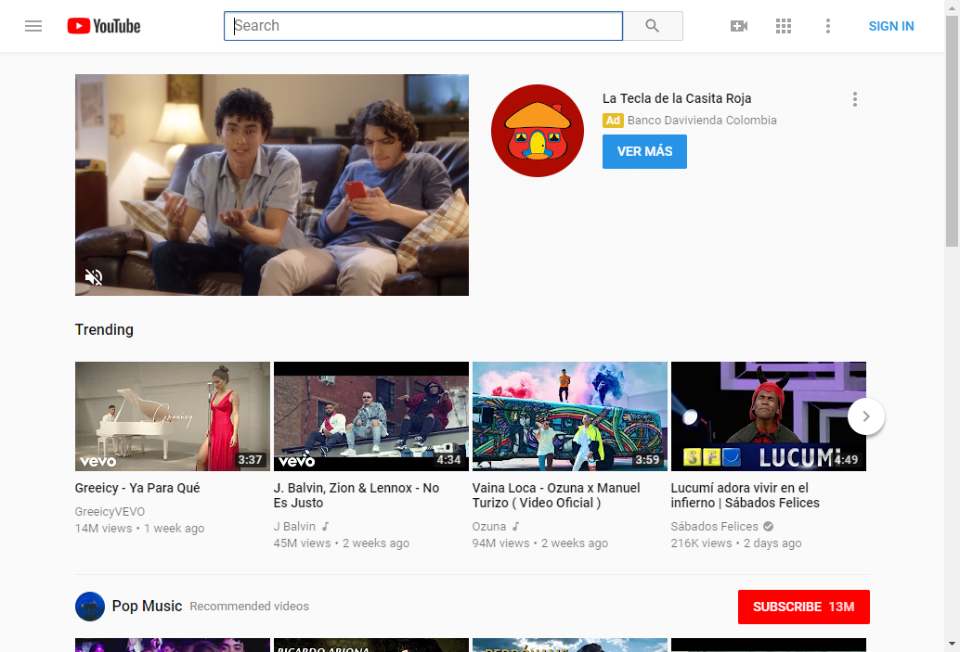 YouTube
Search
SIGN IN
La Tecla de la Casita Roja
Ad Banco Davivienda Colombia
VER MÁS
Trending
Greeicy
vevo
3:37
vevo
4:34
3:59
SF
LUCUMÍ
4:49
Greeicy - Ya Para Qué
GreeicyVEVO
14M views • 1 week ago
J. Balvin, Zion & Lennox - No
Es Justo
J Balvin
45M views • 2 weeks ago
Vaina Loca - Ozuna x Manuel
Turizo ( Video Oficial )
Ozuna
94M views • 2 weeks ago
Lucumí adora vivir en el
infierno | Sábados Felices
Sábados Felices
216K views • 2 days ago
Pop Music Recommended videos
SUBSCRIBE 13M